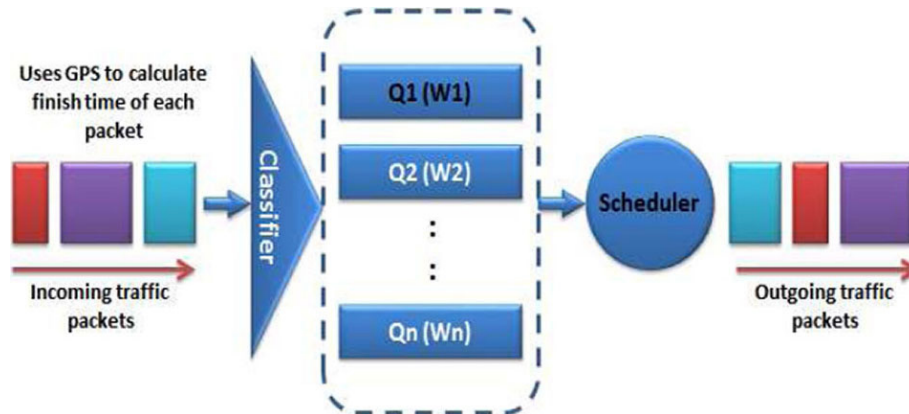 Uses GPS to calculate
finish time of each
packet
Incoming traffic
packets
Classifier
Q1 (W1)
Q2 (W2)
:
:
Qn (Wn)
Scheduler
Outgoing traffic
packets